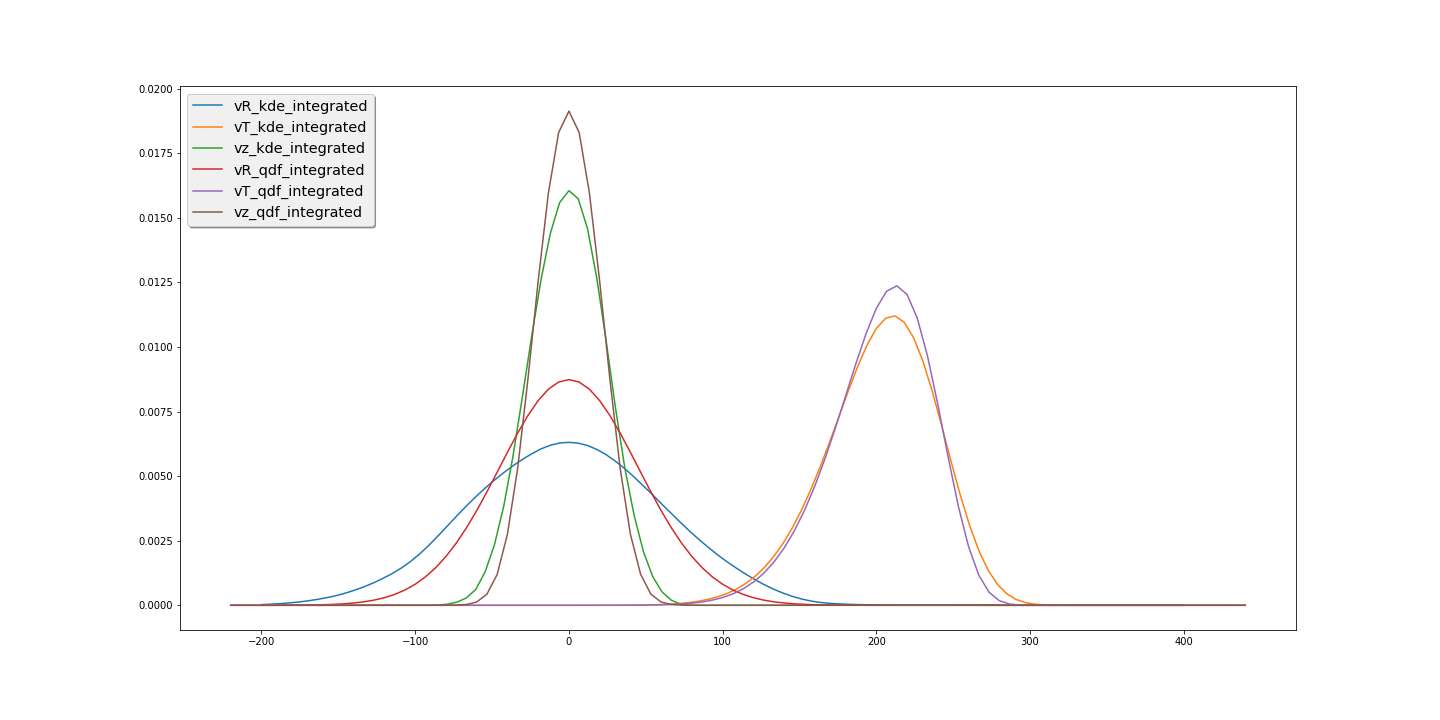 0.0200
0.0175
0.0150
0.0125
0.0100
0.0075
0.0050
0.0025
0.0000
vR_kde_integrated
vT_kde_integrated
vz_kde_integrated
vR_qdf_integrated
vT_qdf_integrated
vz_qdf_integrated
−200 −100 0 100 200 300 400